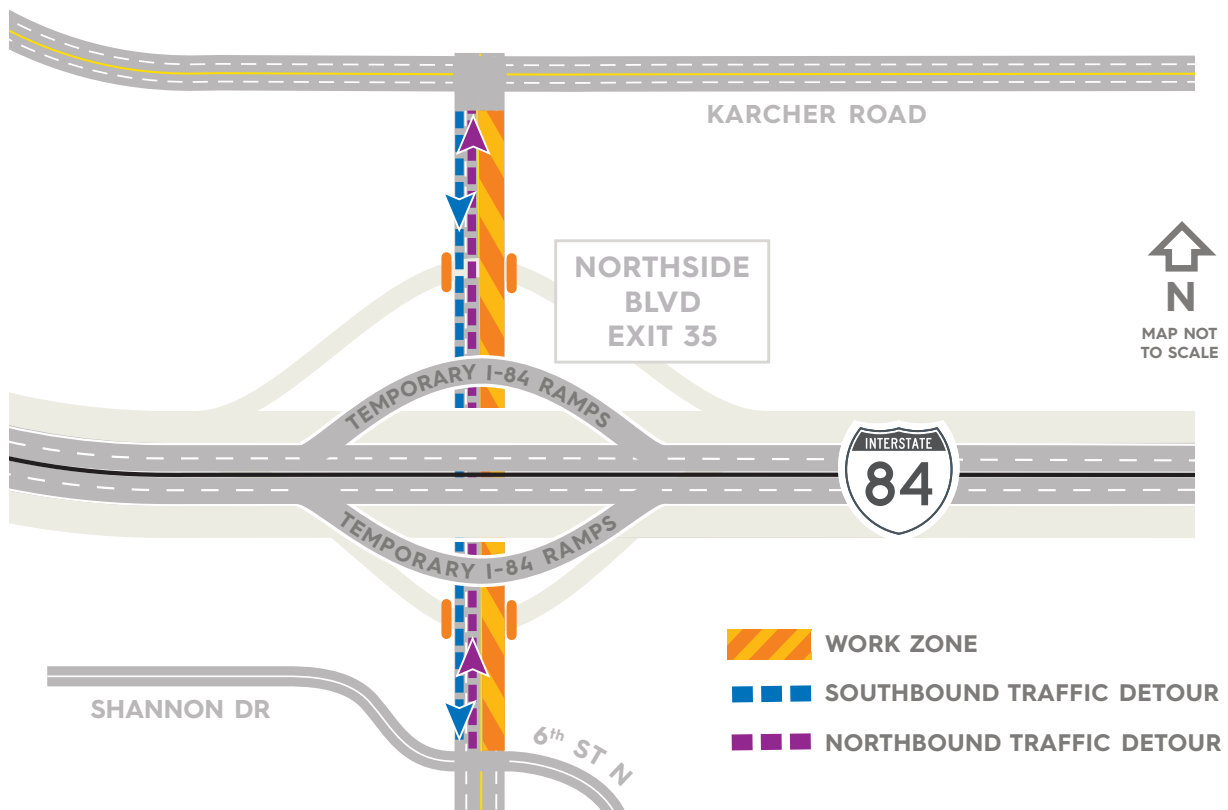 KARCHER ROAD
NORTHSIDE
BLVD
EXIT 35
N
MAP NOT
TO SCALE
TEMPORARY I-84 RAMPS
INTERSTATE
84
TEMPORARY I-84 RAMPS
WORK ZONE
SOUTHBOUND TRAFFIC DETOUR
NORTHBOUND TRAFFIC DETOUR
SHANNON DR
6th ST N